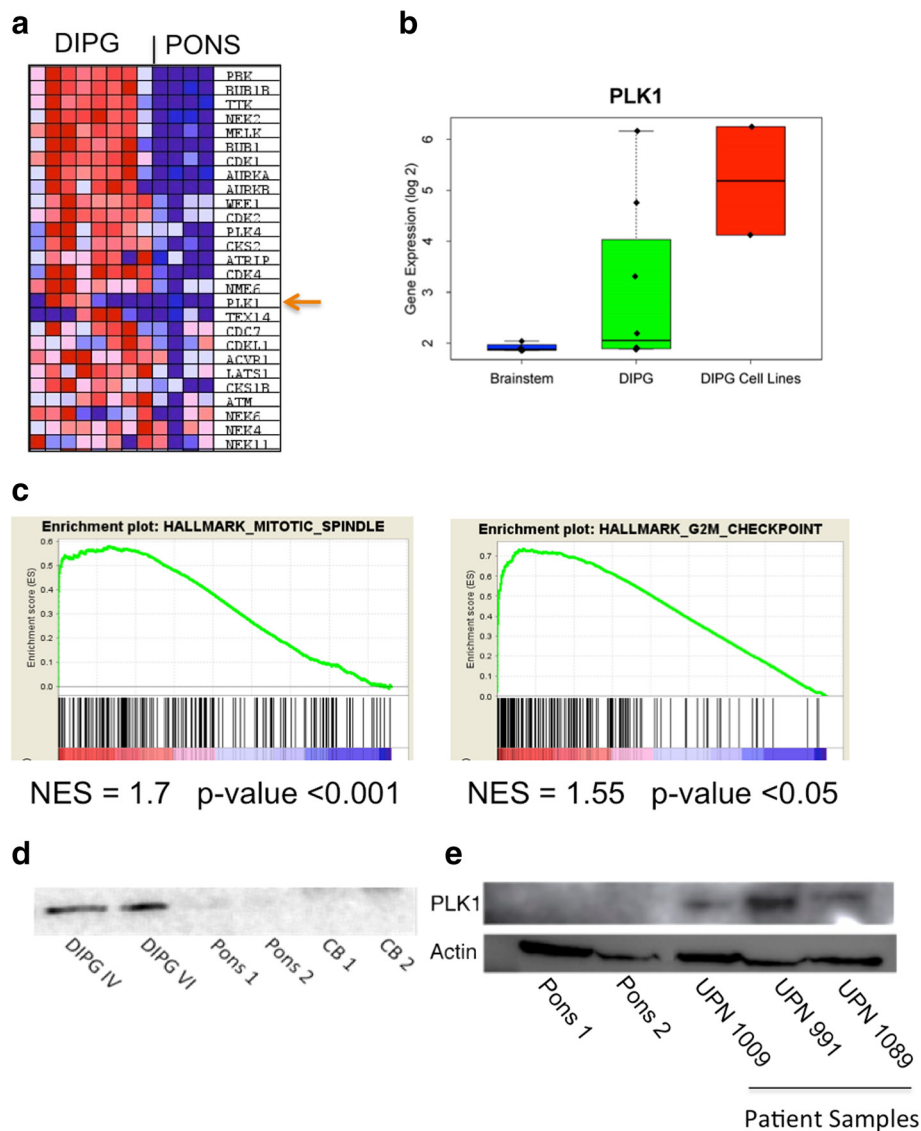 a
DIPG | PONS
PBK
BUB1B
TTK
NEK2
MELK
BUB1
CDK1
AURKA
AURKB
WEE1
CDK2
PLK4
CKS2
ATRIP
CDK4
NME6
PLK1
TEX14
CDC7
CDKL1
ACVR1
LATS1
CKS1B
ATM
NEK6
NEK4
NEK11
b
PLK1
Gene Expression (log 2)
6
5
4
3
2
Brainstem DIPG DIPG Cell Lines
c
Enrichment plot: HALLMARK_MITOTIC_SPINDLE
Enrichment score (ES)
0.6
0.5
0.4
0.3
0.2
0.1
0.0
NES = 1.7 p-value <0.001
Enrichment plot: HALLMARK_G2M_CHECKPOINT
Enrichment score (ES)
0.7
0.6
0.5
0.4
0.3
0.2
0.1
0.0
NES = 1.55 p-value <0.05
d
DIPG IV
DIPG VI
Pons 1
Pons 2
CB 1
CB 2
e
PLK1
Actin
Pons 1
Pons 2
UPN 1009
UPN 991
UPN 1089
Patient Samples